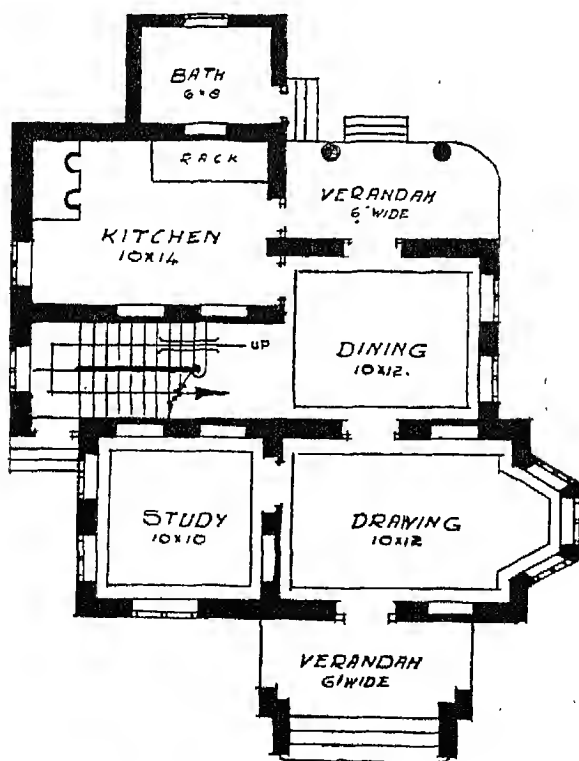 BATH
6×8
RACK
VERANDAH
6' WIDE
KITCHEN
10×14
UP
DINING
10×12.
STUDY
10×10
DRAWING
10×12
VERANDAH
6' WIDE